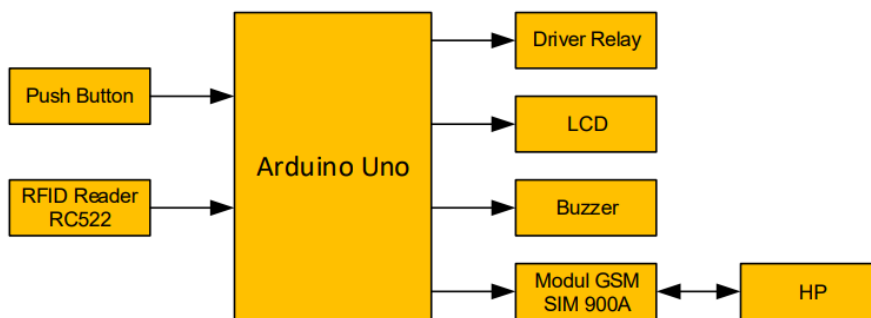 Push Button
RFID Reader
RC522
Arduino Uno
Driver Relay
LCD
Buzzer
Modul GSM
SIM 900A
HP